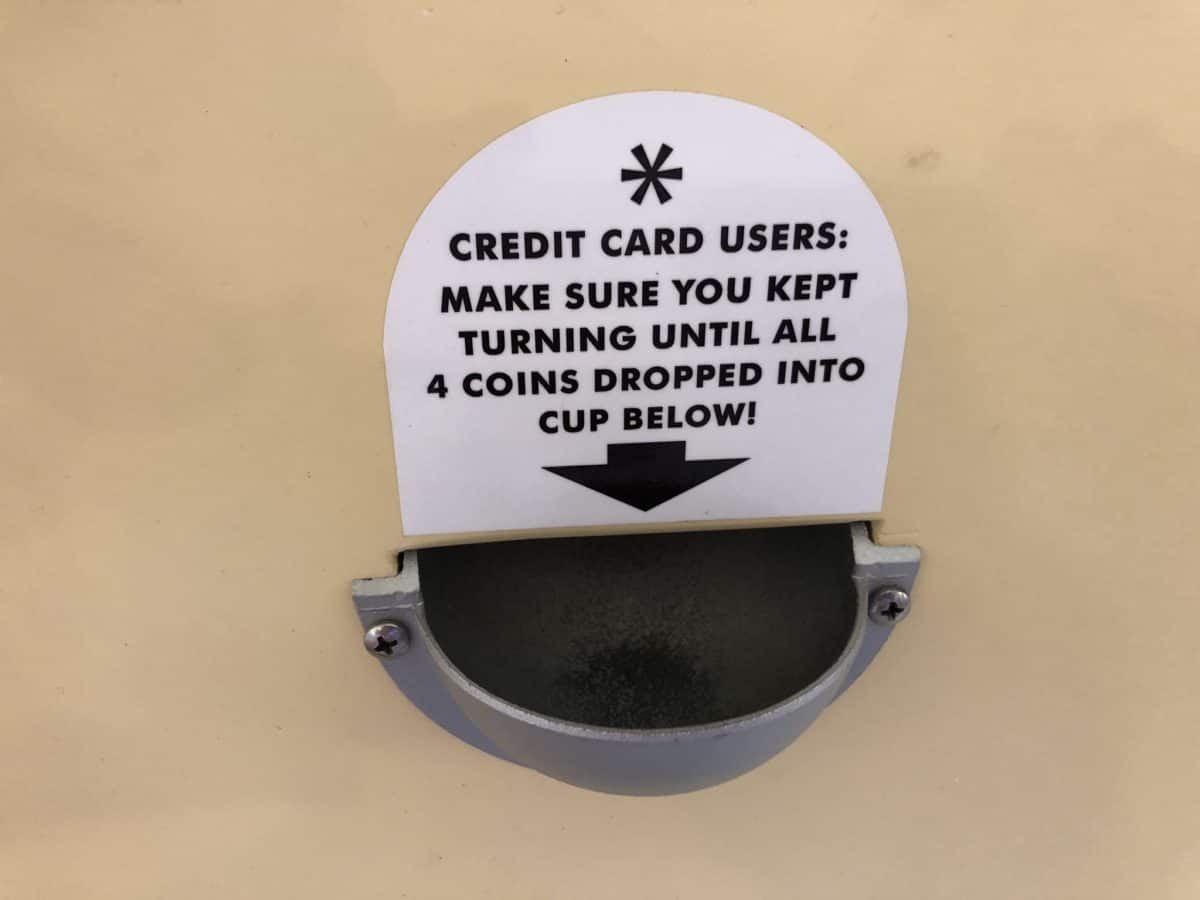 *
CREDIT CARD USERS:
MAKE SURE YOU KEPT
TURNING UNTIL ALL
4 COINS DROPPED INTO
CUP BELOW!